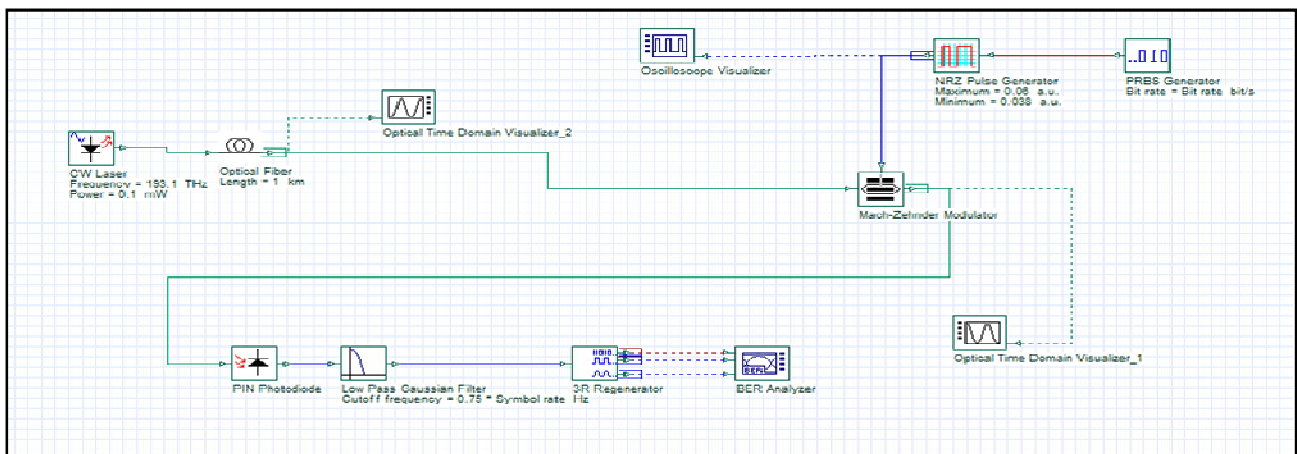 Oscilloscope Visualizer
NRZ Pulse Generator
Maximum = 0.06 a.u.
Minimum = 0.038 a.u.
PRBS Generator
Bit rate = Bit rate bit/s
Optical Time Domain Visualizer_2
CW Laser
Frequency = 193.1 THz
Power = 0.1 mW
Optical Fiber
Length = 1 km
Mach-Zehnder Modulator
Optical Time Domain Visualizer_1
PIN Photodiode
Low Pass Gaussian Filter
Cutoff frequency = 0.75 * Symbol rate Hz
3R Regenerator
BER Analyzer